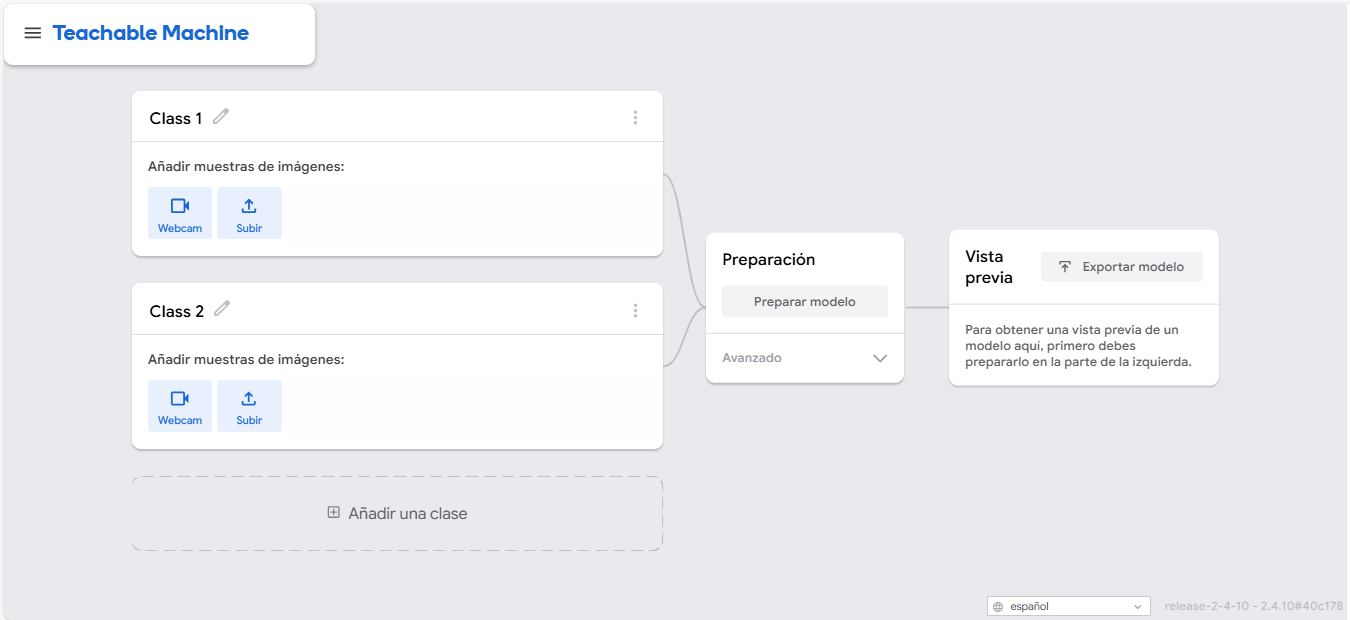 Teachable Machine
Class 1
Añadir muestras de imágenes:
Webcam
Subir
Class 2
Añadir muestras de imágenes:
Webcam
Subir
Añadir una clase
Preparación
Preparar modelo
Avanzado
Vista
previa
Exportar modelo
Para obtener una vista previa de un
modelo aquí, primero debes
prepararlo en la parte de la izquierda.
español
release-2-4-10 - 2.4.10#40c178